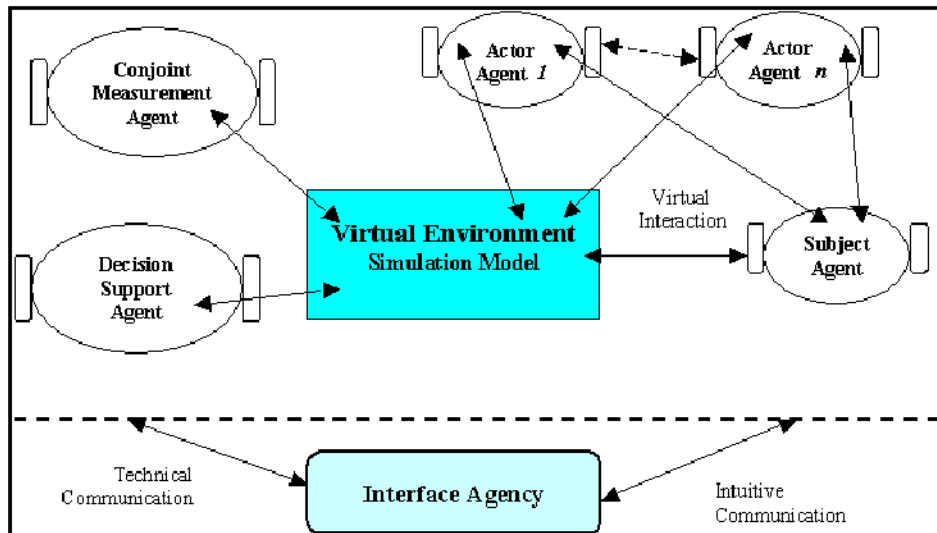 Conjoint
Measurement
Agent
Actor
Agent 1
Actor
Agent n
Virtual
Interaction
Virtual Environment
Simulation Model
Subject
Agent
Decision
Support
Agent
Technical
Communication
Interface Agency
Intuitive
Communication